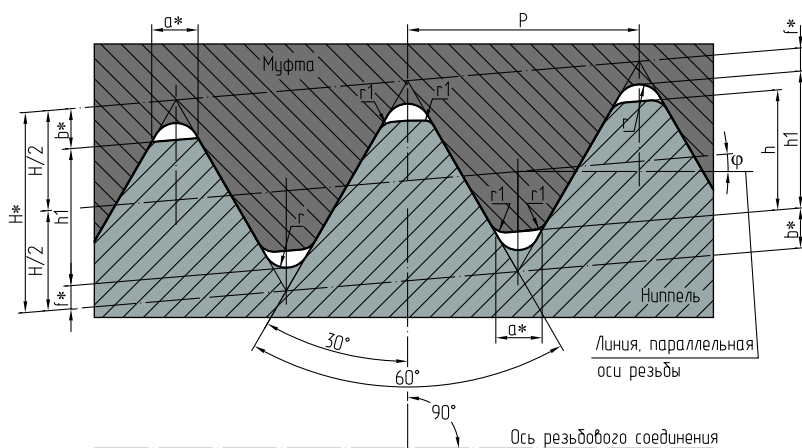 a*
P
f*
Муфта
r1
r1
r
b*
H/2
H*
h1
H/2
f*
h
h1
φ
r
r1
r1
b*
Ниппель
a*
30°
60°
Линия, параллельная
оси резьбы
90°
Ось резьбового соединения